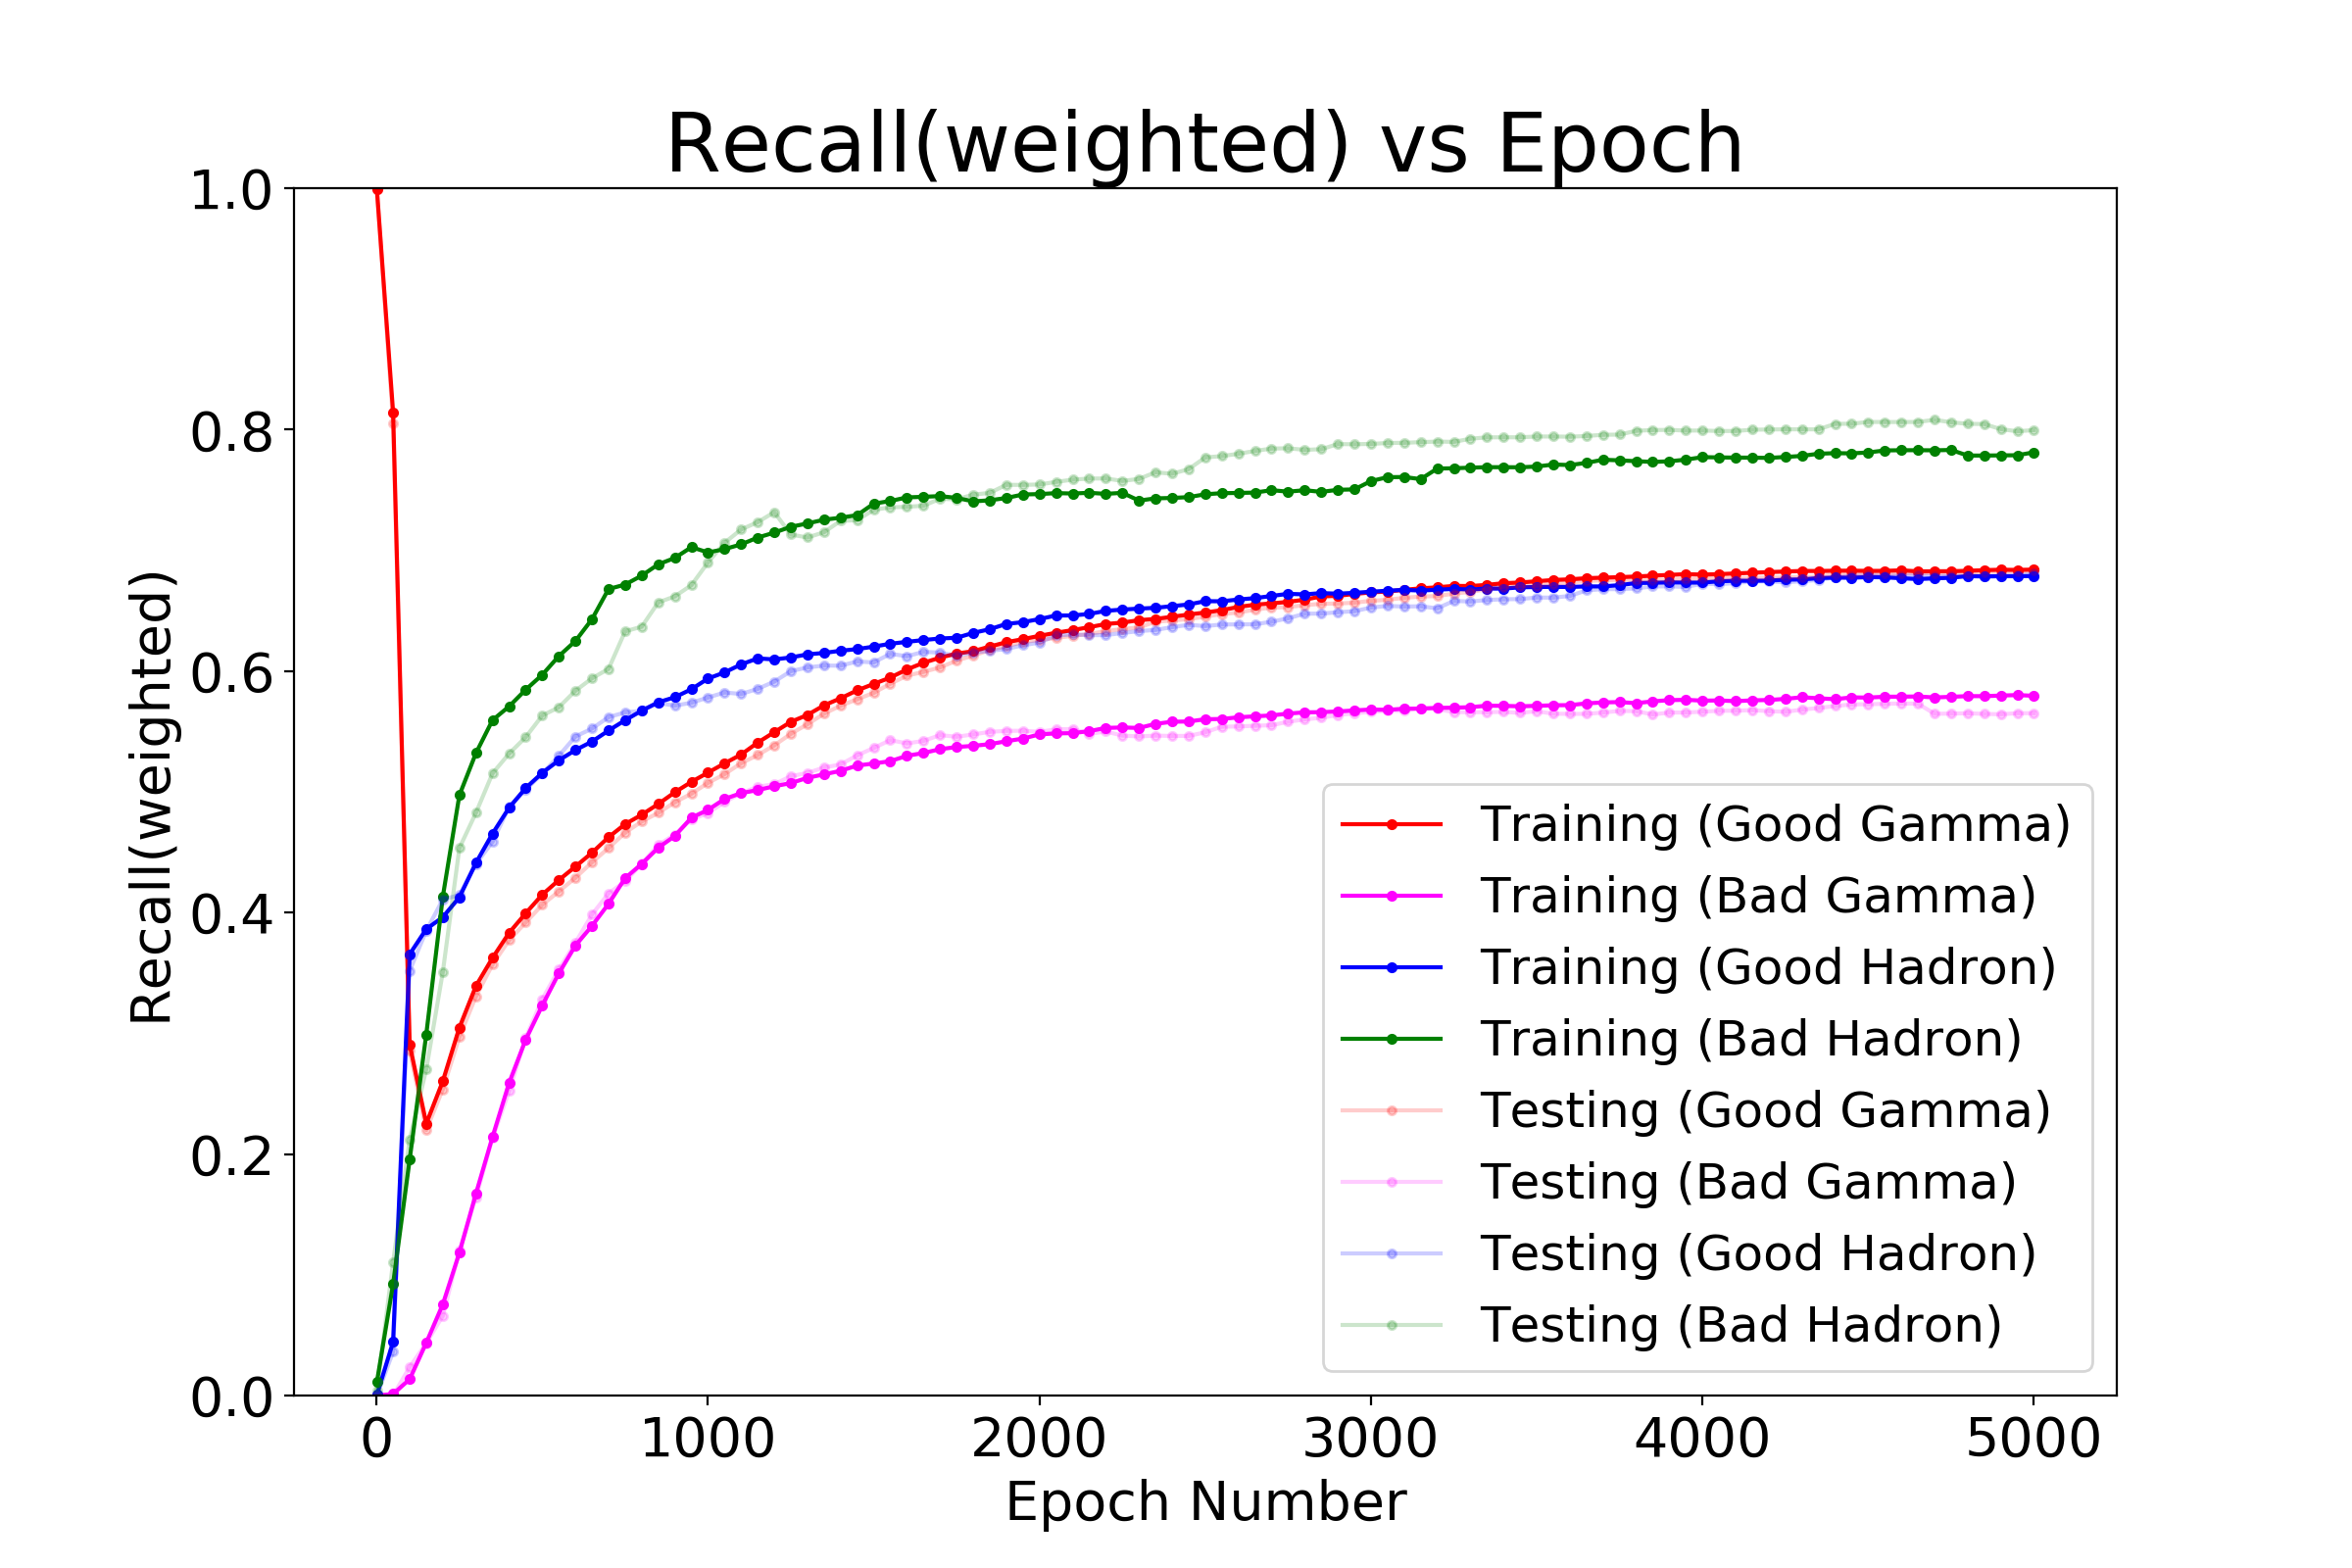 Recall(weighted) vs Epoch
Recall(weighted)
1.0
0.8
0.6
0.4
0.2
0.0
0 1000 2000 3000 4000 5000
Epoch Number
Training (Good Gamma)
Training (Bad Gamma)
Training (Good Hadron)
Training (Bad Hadron)
Testing (Good Gamma)
Testing (Bad Gamma)
Testing (Good Hadron)
Testing (Bad Hadron)